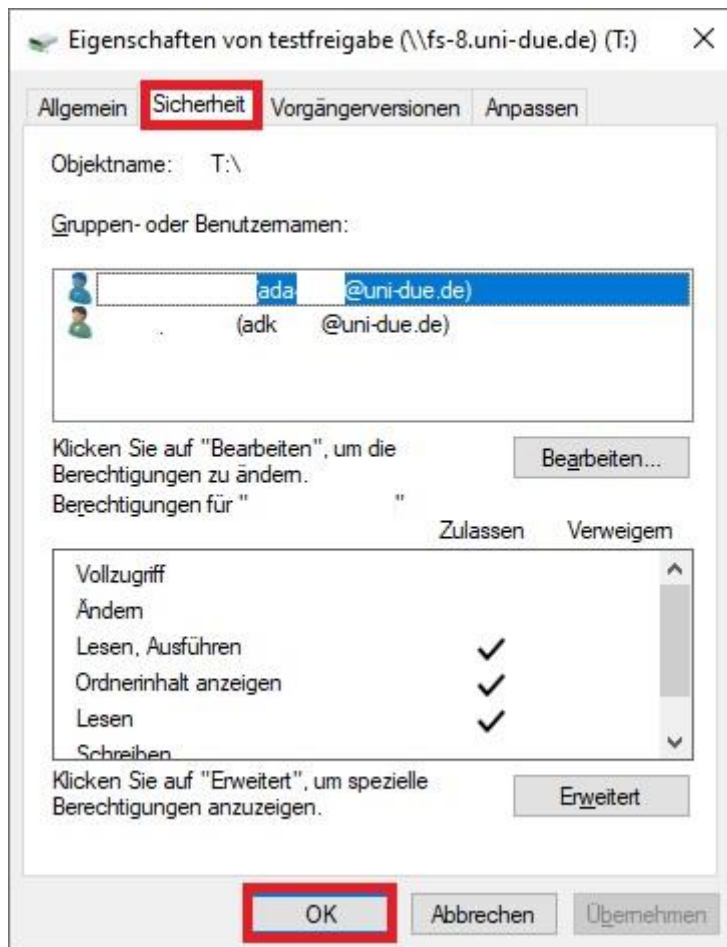 Eigenschaften von testfreigabe (\\fs-8.uni-due.de) (T:)
Allgemein Sicherheit Vorgängerversionen Anpassen
Objektname: T:\
Gruppen- oder Benutzernamen:
(ada- @uni-due.de)
(adk @uni-due.de)
Klicken Sie auf "Bearbeiten", um die
Berechtigungen zu ändern.
Bearbeiten...
Berechtigungen für " "
Zulassen Verweigern
Vollzugriff
Ändern
Lesen, Ausführen
Ordnerinhalt anzeigen
Lesen
Schreiben
Klicken Sie auf "Erweitert", um spezielle
Berechtigungen anzuzeigen.
Erweitert
OK Abbrechen Übernehmen